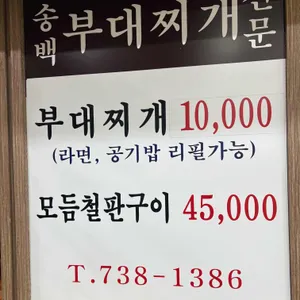 송백 부대찌개 전문
부대찌개 10,000
(라면, 공기밥 리필가능)
모듬철판구이 45,000
T.738-1386